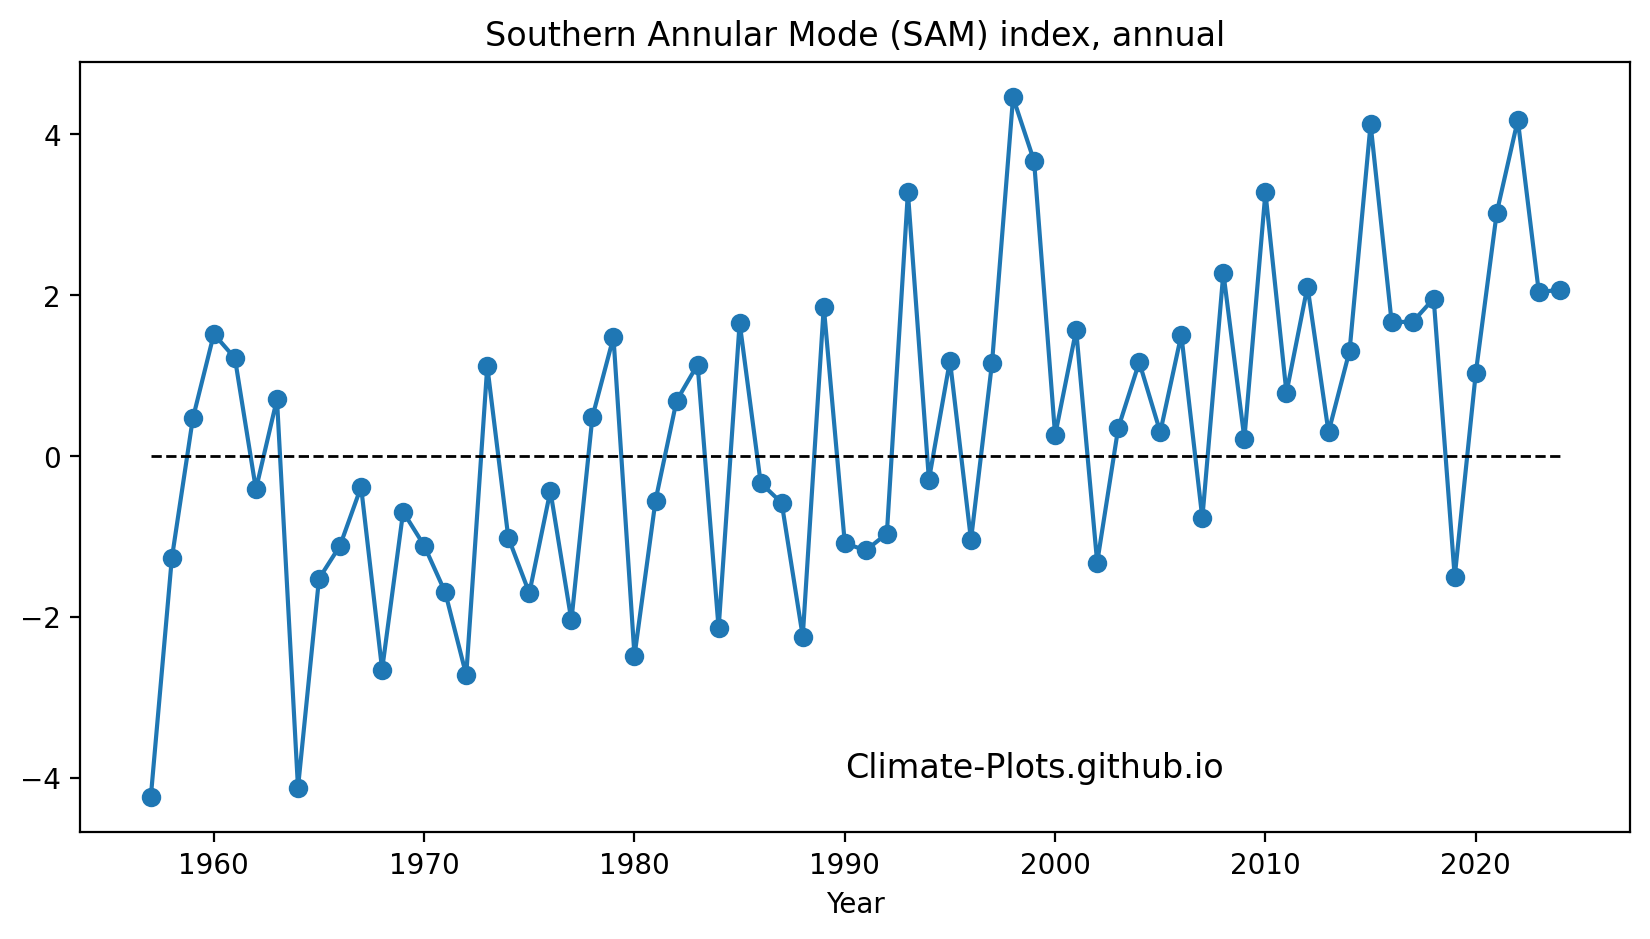 Southern Annular Mode (SAM) index, annual
4
2
0
−2
−4
Climate-Plots.github.io
1960 1970 1980 1990 2000 2010 2020
Year